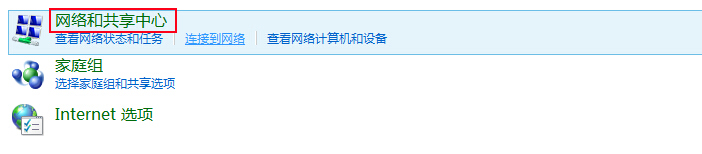 网络和共享中心
查看网络状态和任务 连接到网络 查看网络计算机和设备
家庭组
选择家庭组和共享选项
Internet 选项